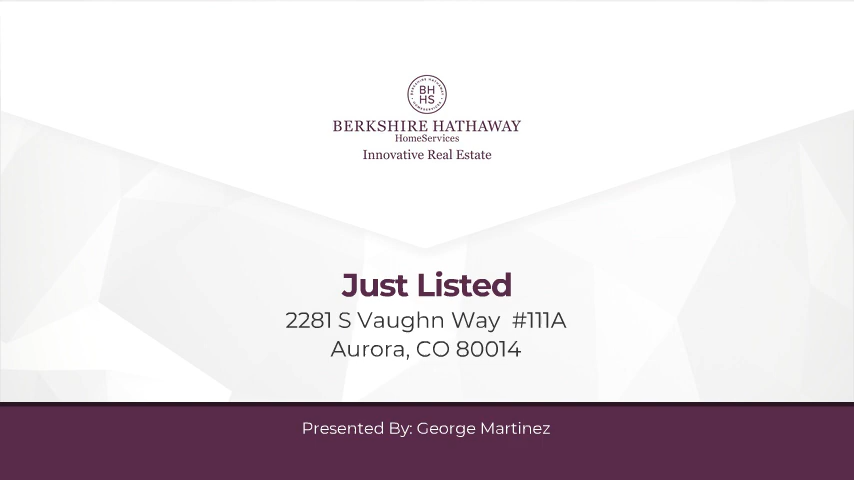 BH
HS
BERKSHIRE HATHAWAY
HomeServices
Innovative Real Estate
Just Listed
2281 S Vaughn Way #111A
Aurora, CO 80014
Presented By: George Martinez